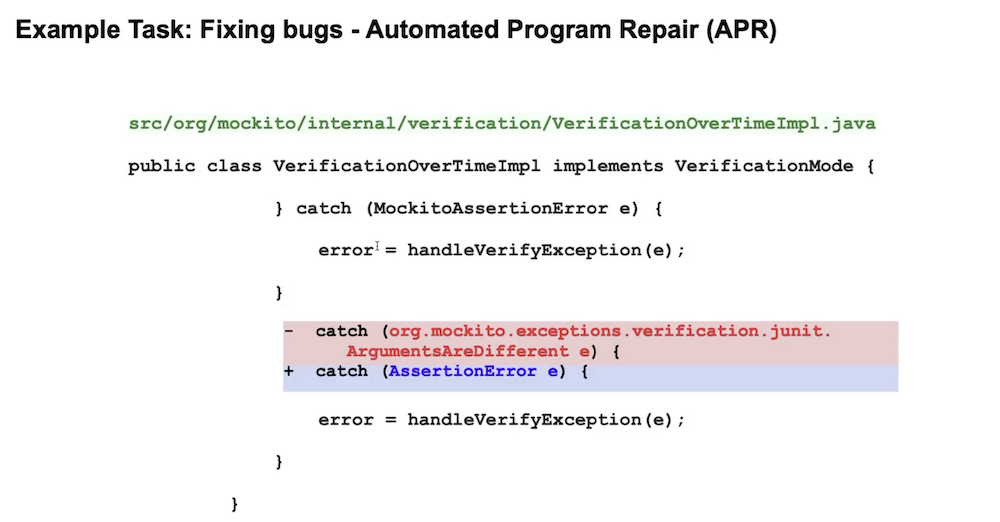 Example Task: Fixing bugs - Automated Program Repair (APR)
src/org/mockito/internal/verification/VerificationOverTimeImpl.java
public class VerificationOverTimeImpl implements VerificationMode {
} catch (MockitoAssertionError e) {
error = handleVerifyException(e);
}
- catch (org.mockito.exceptions.verification.junit.
ArgumentsAreDifferent e) {
+ catch (AssertionError e) {
error = handleVerifyException(e);
}
}